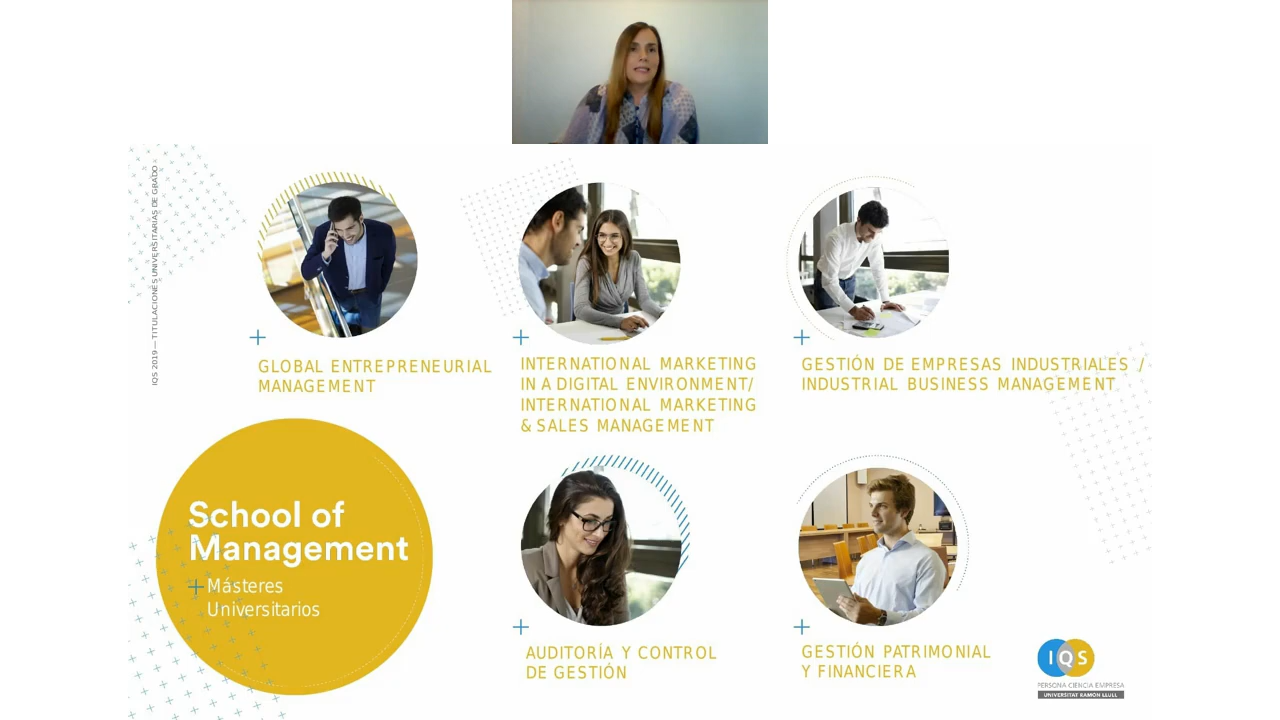 IQS 2019 — TITULACIONES UNIVERSITARIAS DE GRADO
GLOBAL ENTREPRENEURIAL
MANAGEMENT
INTERNATIONAL MARKETING
IN A DIGITAL ENVIRONMENT/
INTERNATIONAL MARKETING
& SALES MANAGEMENT
GESTIÓN DE EMPRESAS INDUSTRIALES /
INDUSTRIAL BUSINESS MANAGEMENT
School of
Management
Másteres
Universitarios
AUDITORÍA Y CONTROL
DE GESTIÓN
GESTIÓN PATRIMONIAL
Y FINANCIERA
IQS
PERSONA CIENCIA EMPRESA
UNIVERSITAT RAMON LLULL